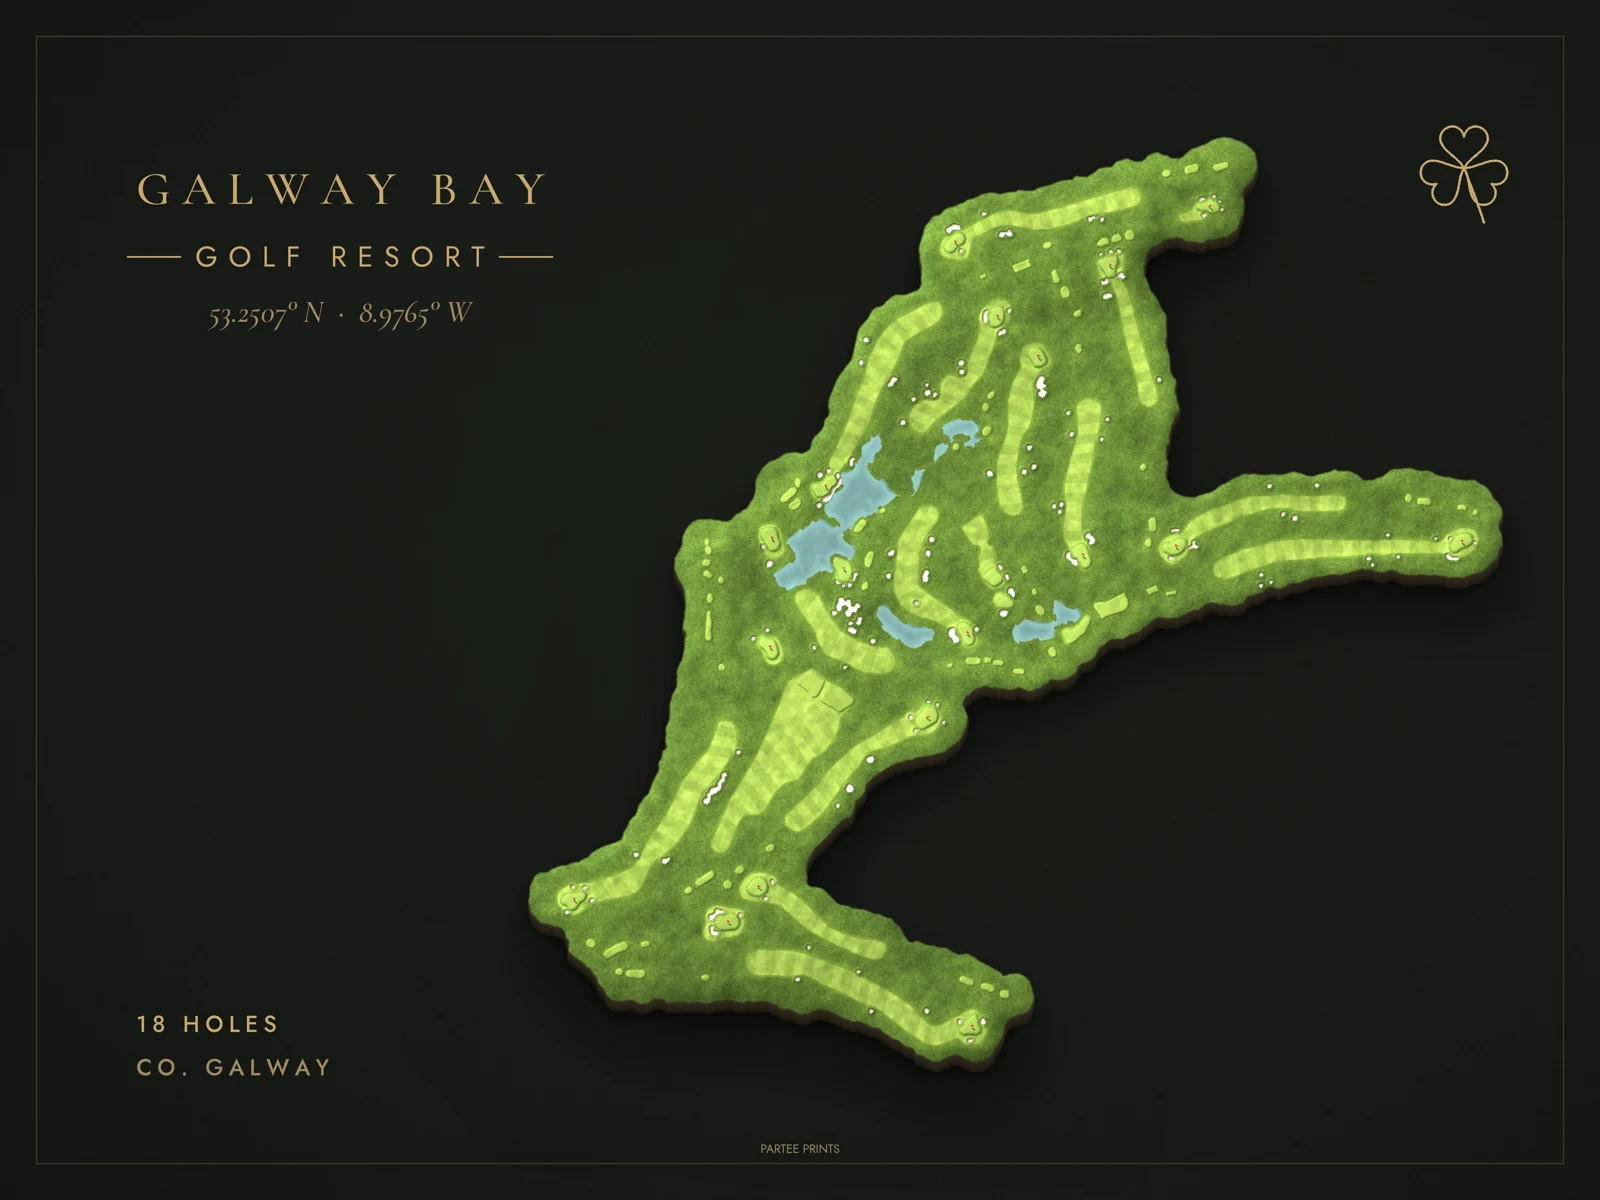 GALWAY BAY
GOLF RESORT
53.2507° N · 8.9765° W
18 HOLES
CO. GALWAY
PARTEE PRINTS